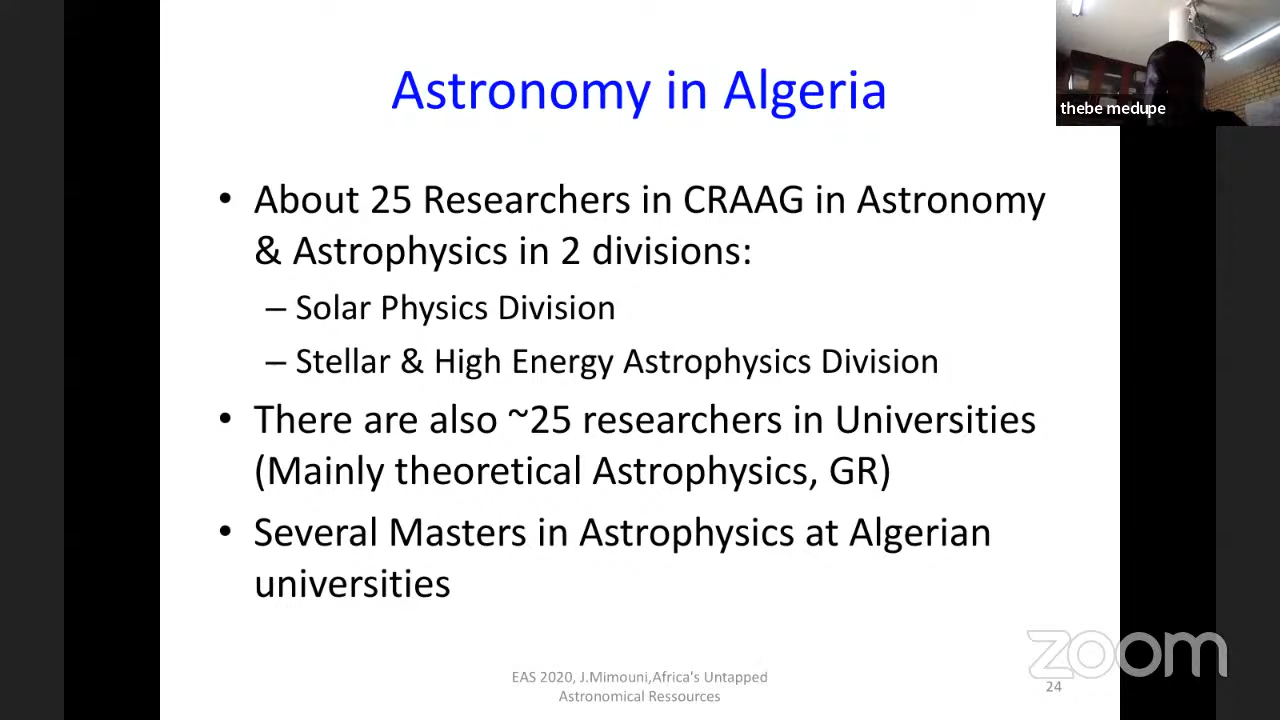 Astronomy in Algeria
thebe medupe
• About 25 Researchers in CRAAG in Astronomy
& Astrophysics in 2 divisions:
– Solar Physics Division
– Stellar & High Energy Astrophysics Division
• There are also ~25 researchers in Universities
(Mainly theoretical Astrophysics, GR)
• Several Masters in Astrophysics at Algerian
universities
zoom
EAS 2020, J.Mimouni,Africa's Untapped
Astronomical Ressources
24